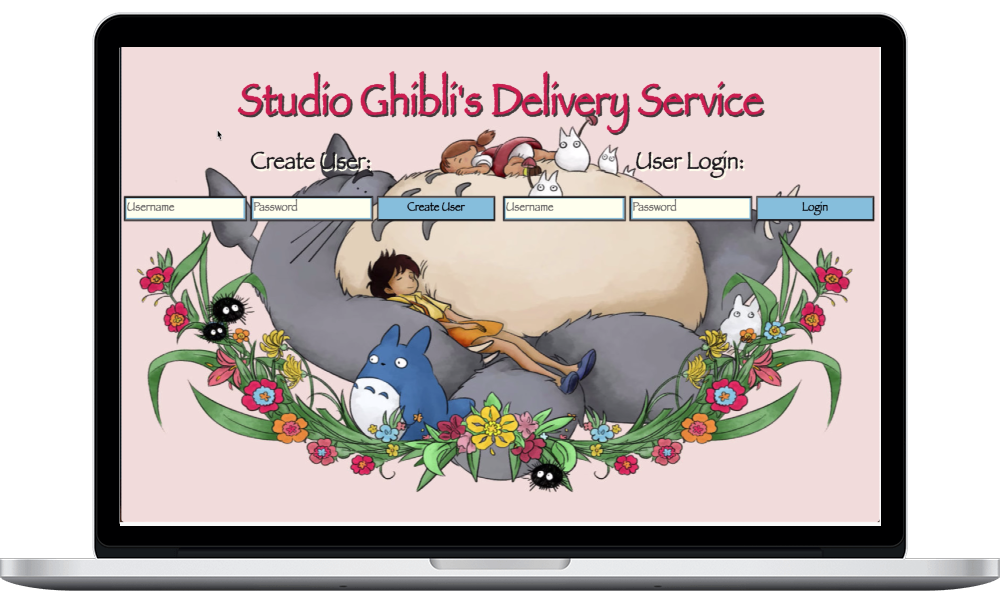 Studio Ghibli's Delivery Service
Create User: User Login:
Username Password Create User Username Password Login